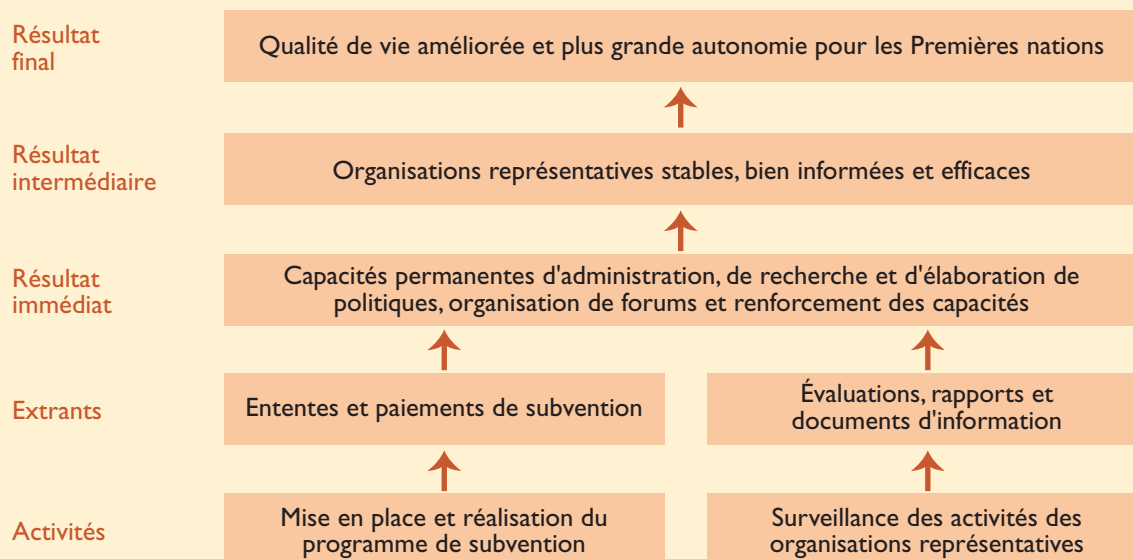 Résultat
final
Qualité de vie améliorée et plus grande autonomie pour les Premières nations
Résultat
intermédiaire
Organisations représentatives stables, bien informées et efficaces
Résultat
immédiat
Capacités permanentes d'administration, de recherche et d'élaboration de
politiques, organisation de forums et renforcement des capacités
Extrants
Ententes et paiements de subvention
Évaluations, rapports et
documents d'information
Activités
Mise en place et réalisation du
programme de subvention
Surveillance des activités des
organisations représentatives